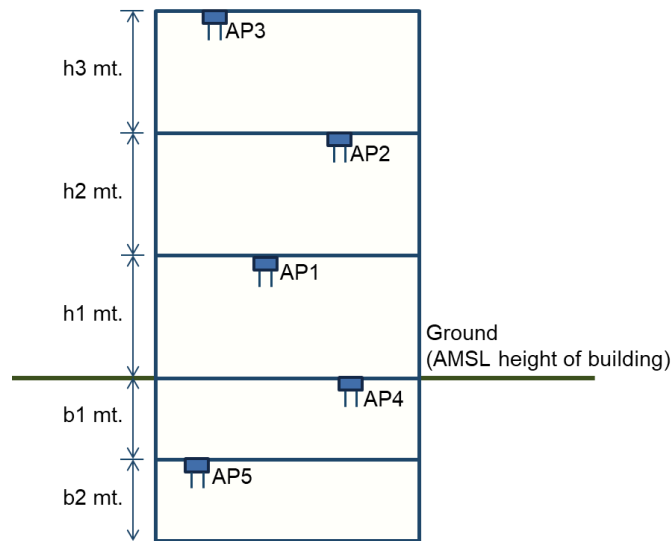 AP3
h3 mt.
AP2
h2 mt.
AP1
h1 mt.
Ground
(AMSL height of building)
AP4
b1 mt.
AP5
b2 mt.